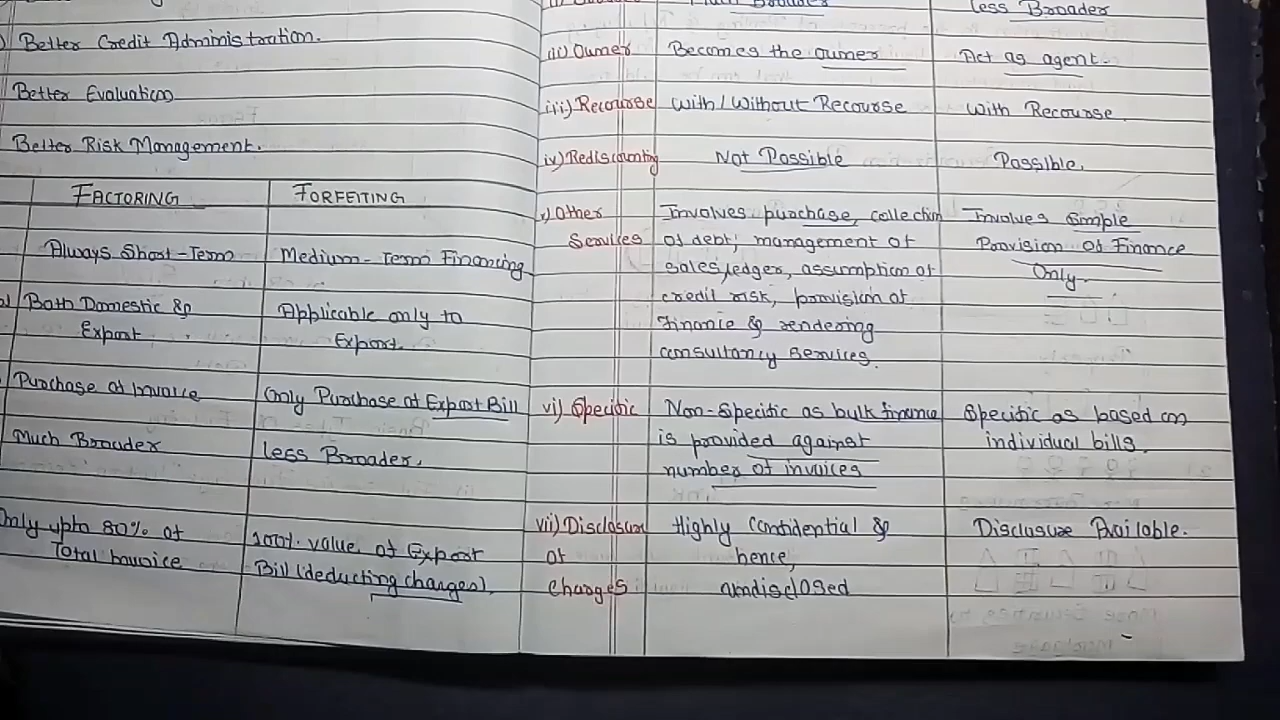 Better Credit Administration.
Better Evaluation
Better Risk Management.
FACTORING FORFEITING
Always Short-Term Medium-Term Financing
Both Domestic & Applicable only to
Export Export.
Purchase of Invoice Only Purchase of Export Bill
Much Broader less Broader.
Only upto 80% of 100% value of Export
Total Invoice Bill (deducting charges).
less Broader
iii) Owner Becomes the owner Act as agent.
iii) Recourse With/Without Recourse With Recourse.
iv) Rediscounting Not Possible Possible.
v) Other Involves purchase, collection Involves simple
Services of debt, management of Provision of Finance
sales ledger, assumption of Only
credit risk, provision of
finance & rendering
consultancy services.
vi) Specific Non-Specific as bulk finance Specific as based on
is provided against individual bills.
number of invoices
vii) Disclosure Highly Confidential & Disclosure Available.
of hence,
Charges undisclosed